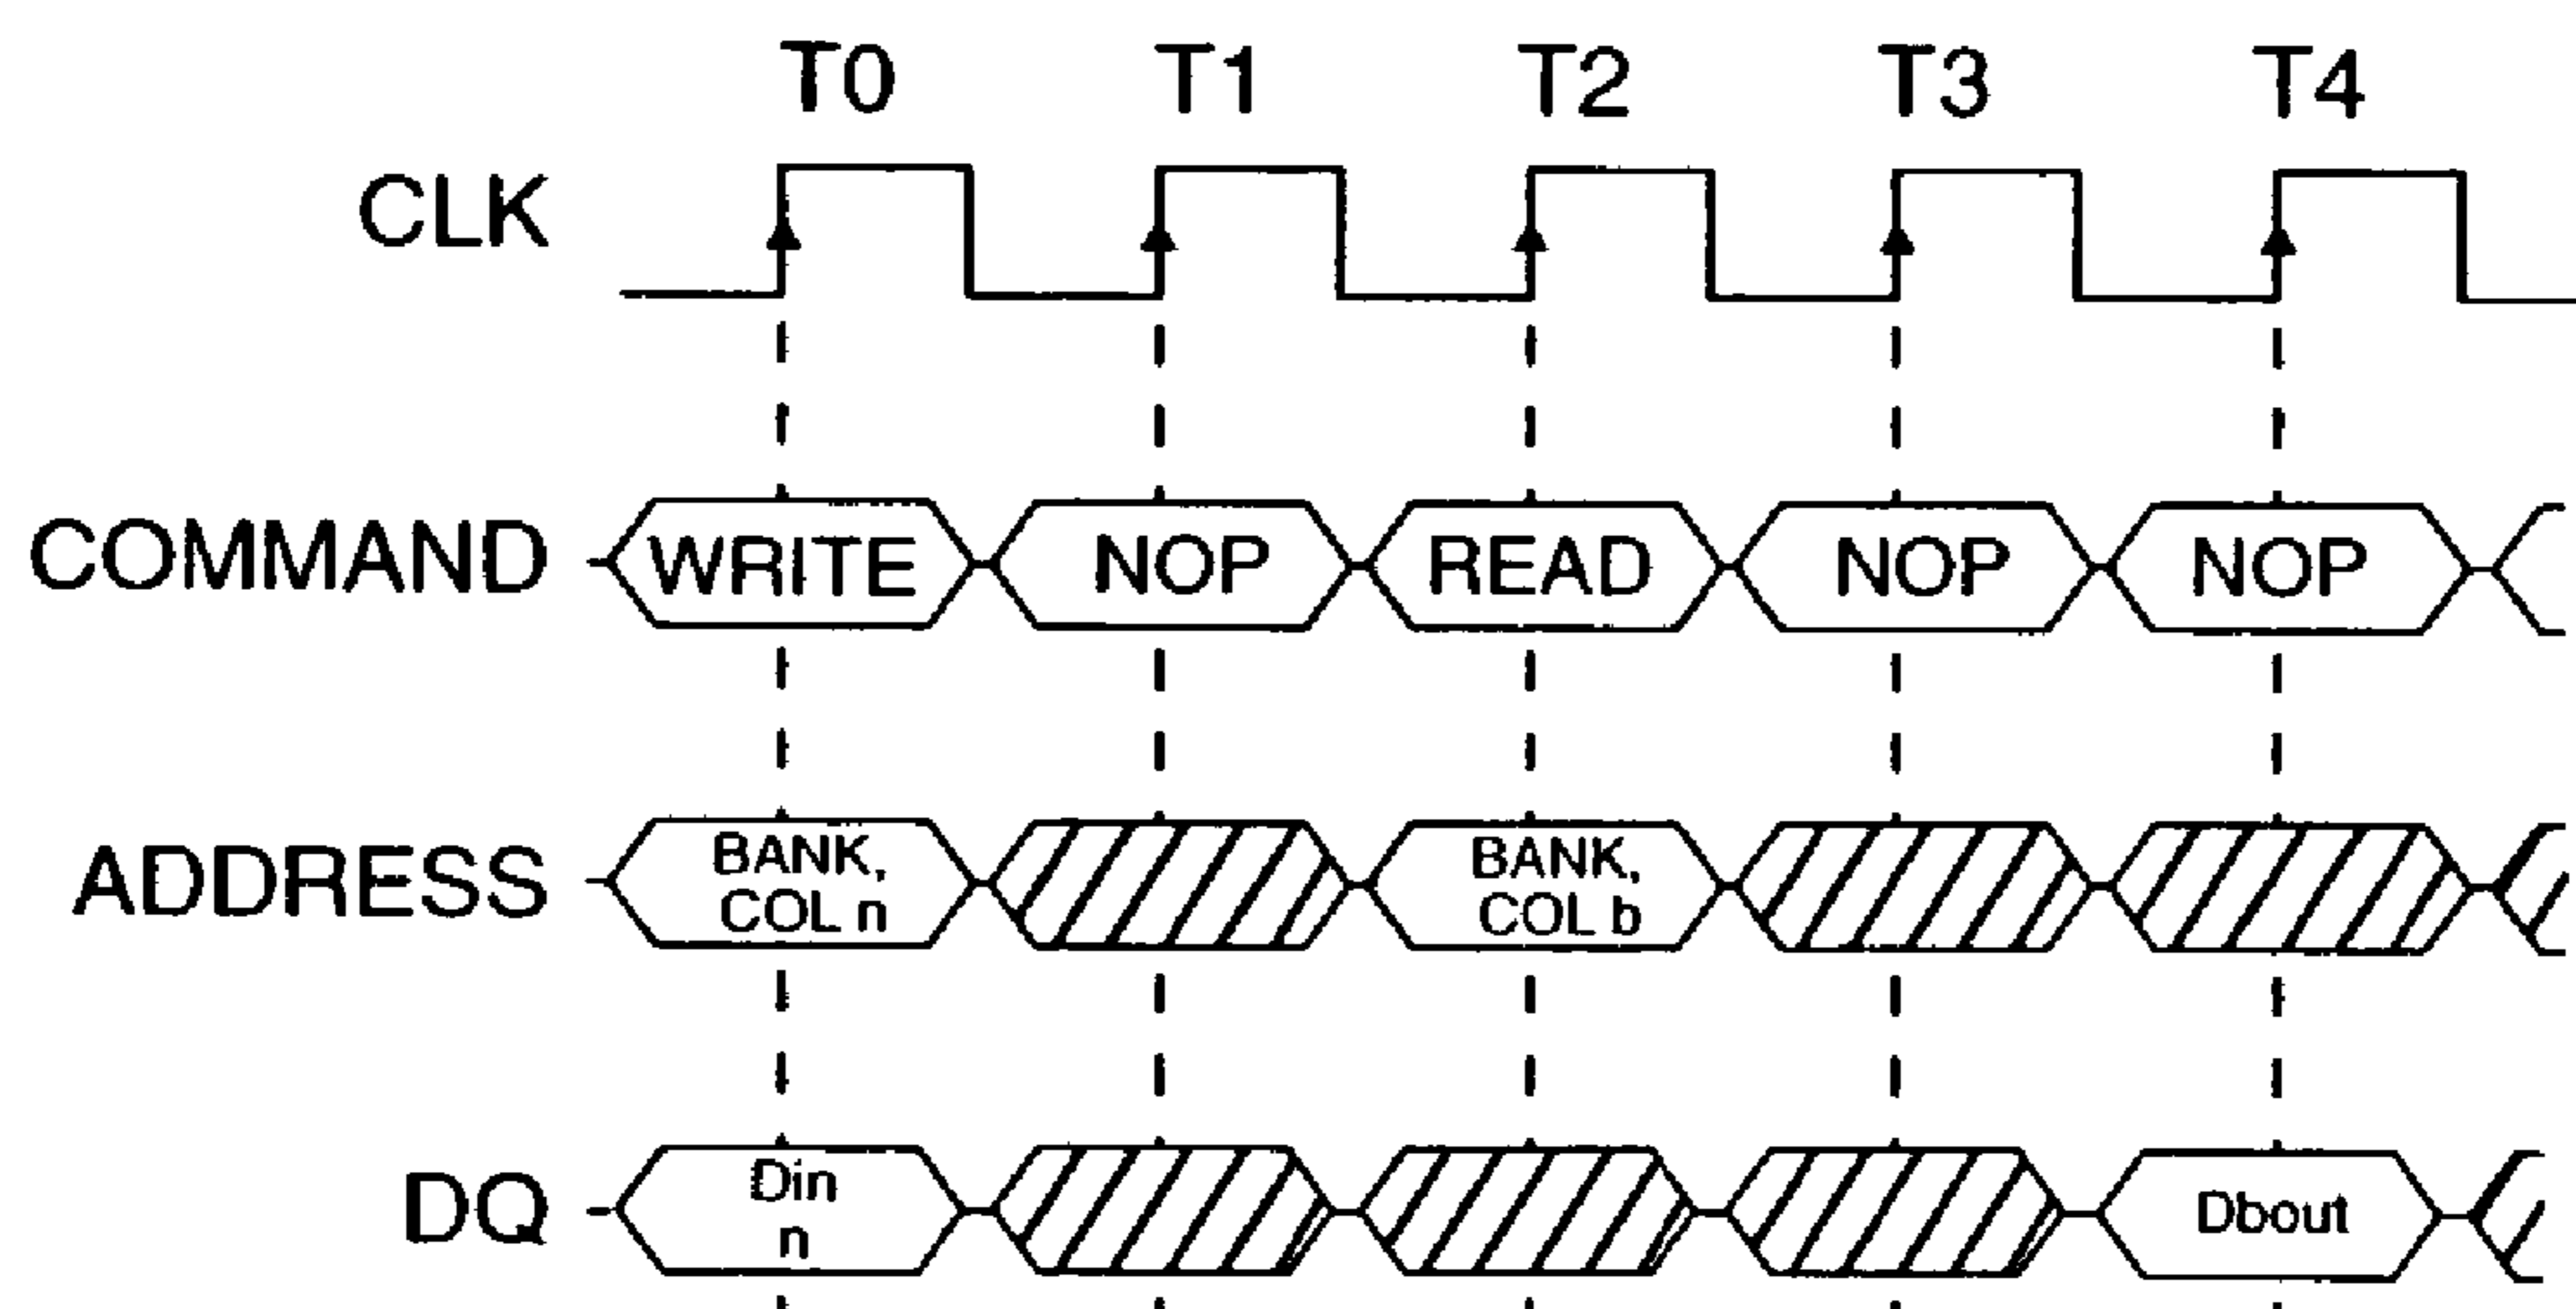 T0 T1 T2 T3 T4
CLK
COMMAND WRITE NOP READ NOP NOP
ADDRESS BANK, COL n BANK, COL b
DQ Din n Dbout